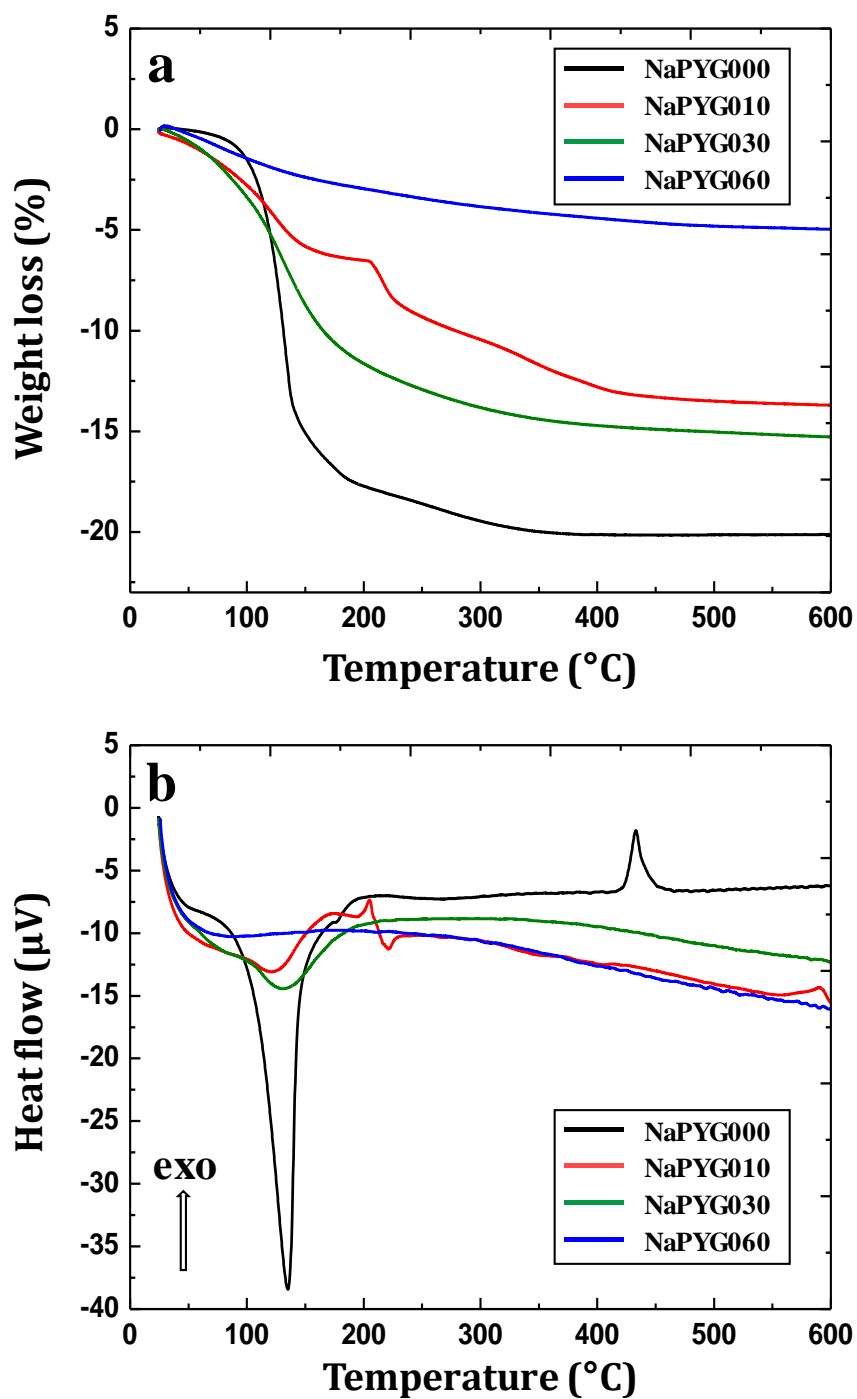 a
5
0
-5
-10
-15
-20
Weight loss (%)
NaPYG000
NaPYG010
NaPYG030
NaPYG060
0 100 200 300 400 500 600
Temperature (°C)
b
5
0
-5
-10
-15
-20
-25
-30
-35
-40
Heat flow (µV)
exo
NaPYG000
NaPYG010
NaPYG030
NaPYG060
0 100 200 300 400 500 600
Temperature (°C)